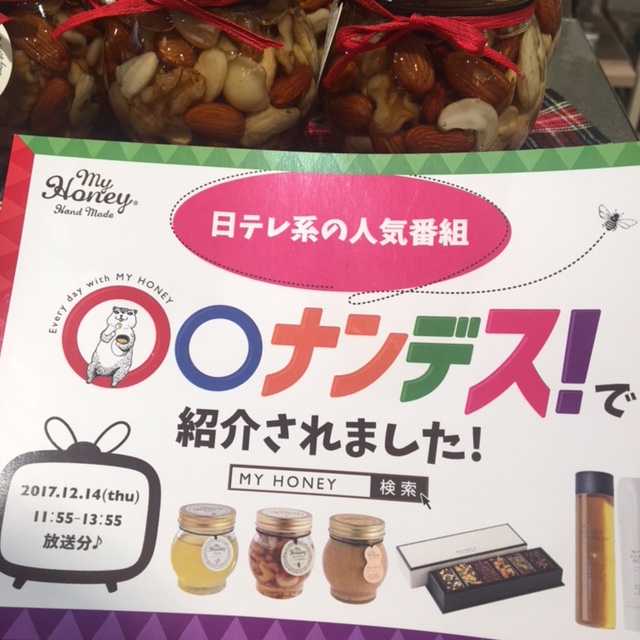 My
Honey®
Hand Made
日テレ系の人気番組
Every day with MY HONEY
○○ナンデス!で
紹介されました!
MY HONEY 検索
2017.12.14(thu)
11:55-13:55
放送分♪
My
Honey